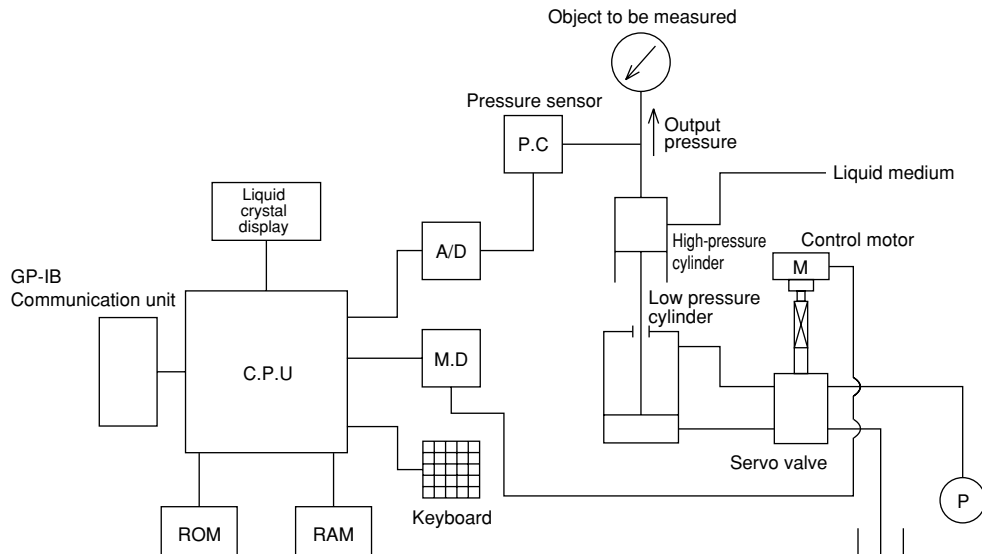 Object to be measured
Pressure sensor
P.C
Output
pressure
Liquid medium
Liquid
crystal
display
A/D
High-pressure
cylinder
Control motor
M
GP-IB
Communication unit
Low pressure
cylinder
C.P.U
M.D
Servo valve
Keyboard
P
ROM
RAM